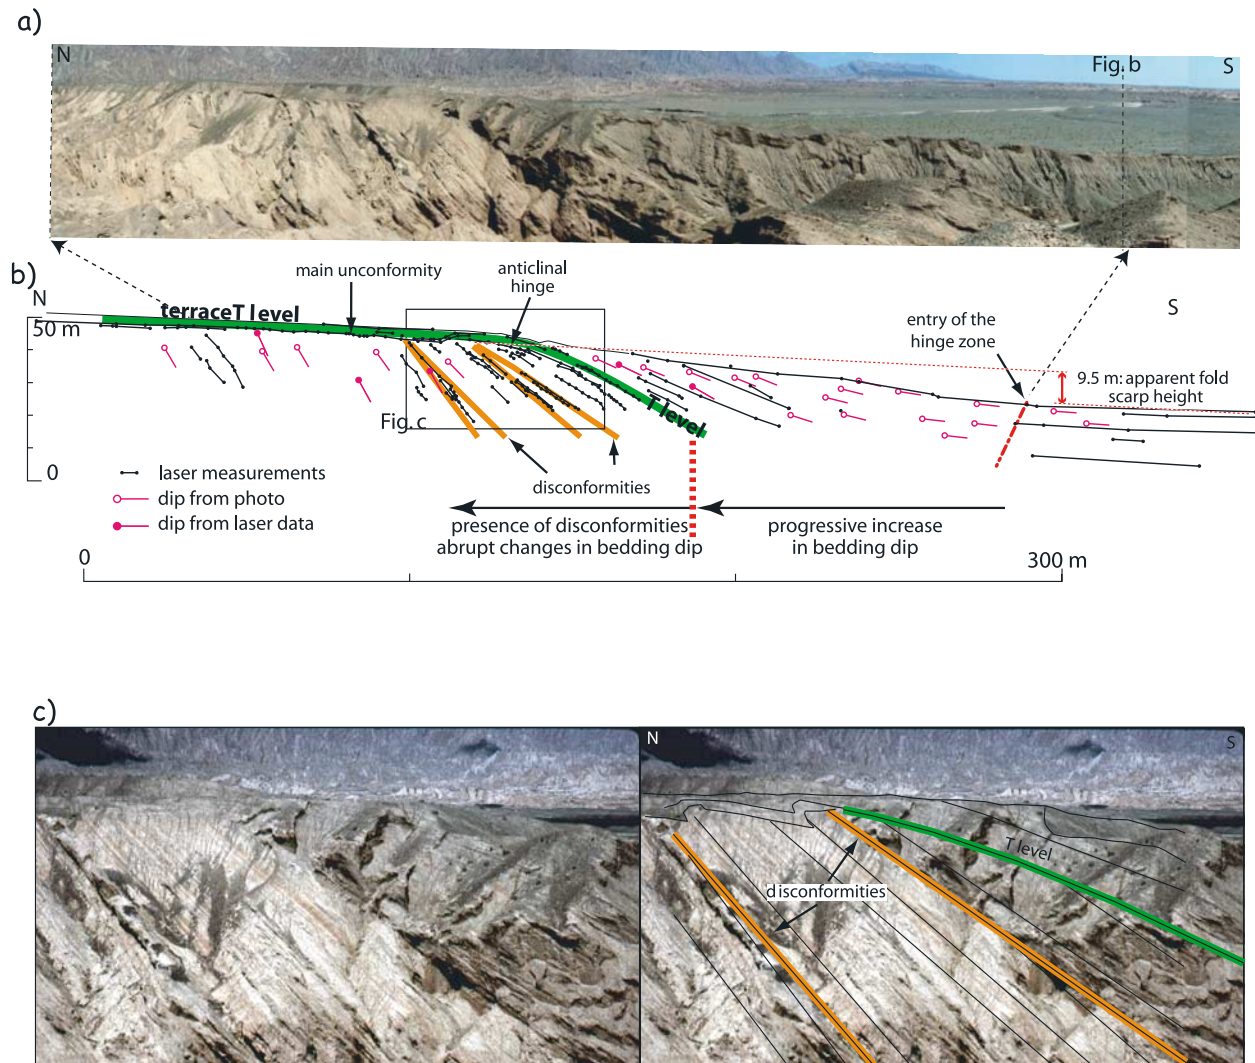 a)
N
Fig. b
S
b)
main unconformity
anticlinal
hinge
N
terraceT level
S
50 m
entry of the
hinge zone
9.5 m: apparent fold
scarp height
T level
Fig. c
0
laser measurements
dip from photo
dip from laser data
disconformities
presence of disconformities
abrupt changes in bedding dip
progressive increase
in bedding dip
0
300 m
c)
N
S
T level
disconformities